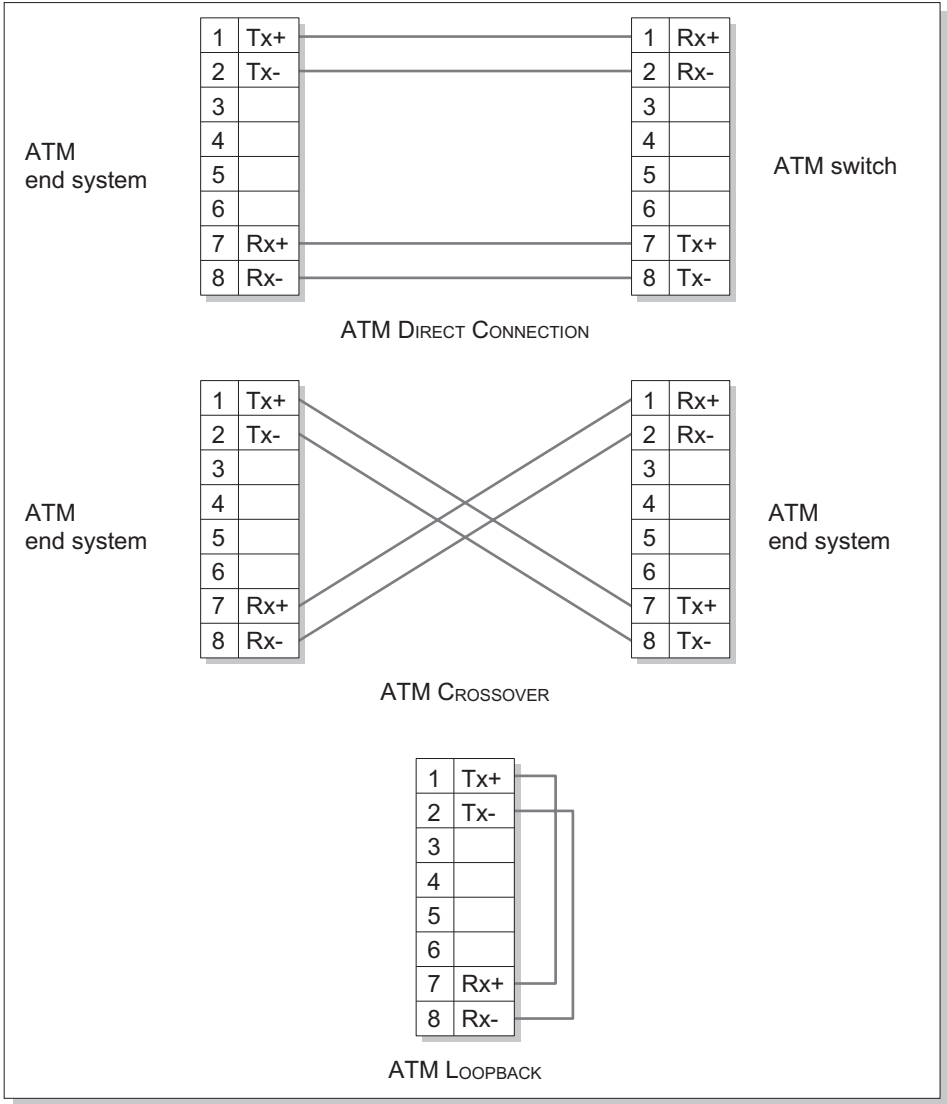 1 Tx+ 1 Rx+
2 Tx- 2 Rx-
3 3
4 4
5 5
6 6
7 Rx+ 7 Tx+
8 Rx- 8 Tx-
ATM
end system
ATM switch
ATM DIRECT CONNECTION
1 Tx+ 1 Rx+
2 Tx- 2 Rx-
3 3
4 4
5 5
6 6
7 Rx+ 7 Tx+
8 Rx- 8 Tx-
ATM
end system
ATM
end system
ATM CROSSOVER
1 Tx+
2 Tx-
3
4
5
6
7 Rx+
8 Rx-
ATM LOOPBACK